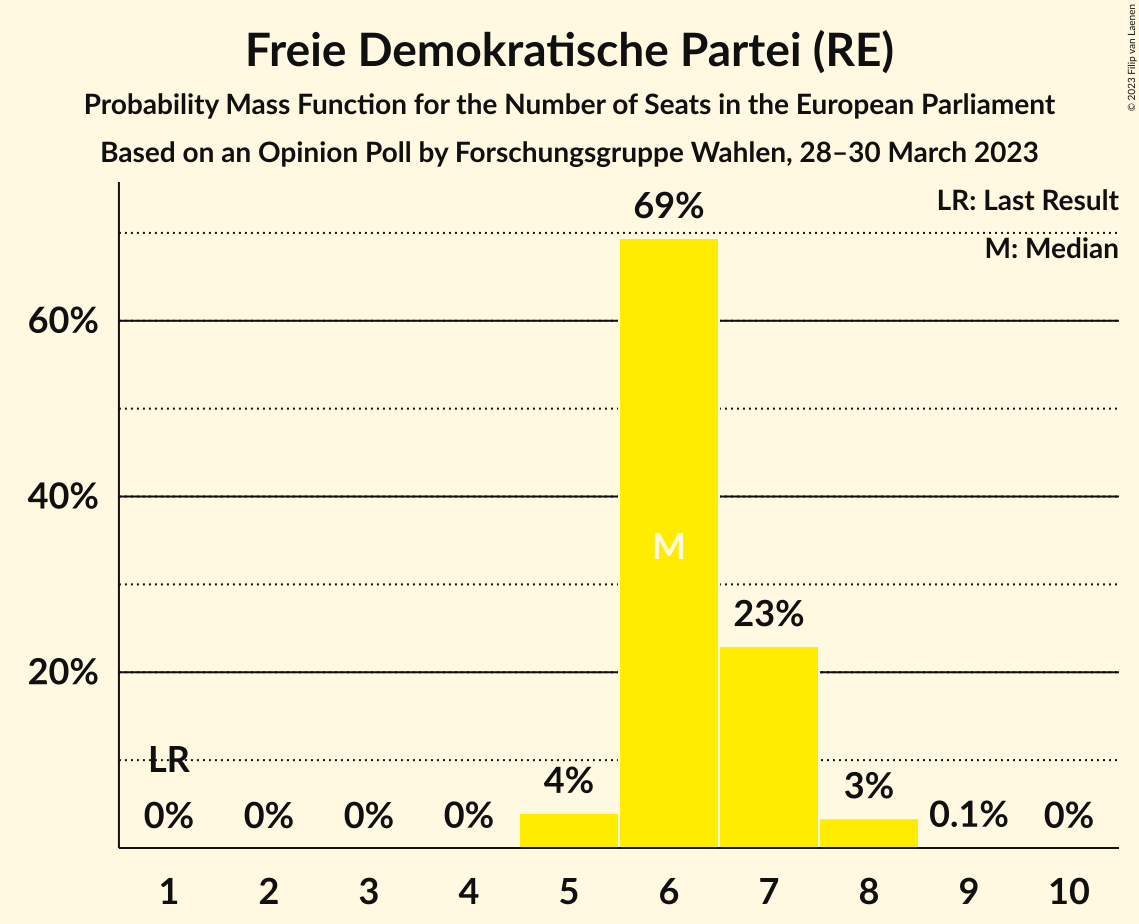 Freie Demokratische Partei (RE)
Probability Mass Function for the Number of Seats in the European Parliament
Based on an Opinion Poll by Forschungsgruppe Wahlen, 28–30 March 2023
© 2023 Filip van Laenen
LR: Last Result
M: Median
69%
60%
40%
M
23%
20%
LR
0%
0%
0%
0%
4%
3%
0.1%
0%
1 2 3 4 5 6 7 8 9 10